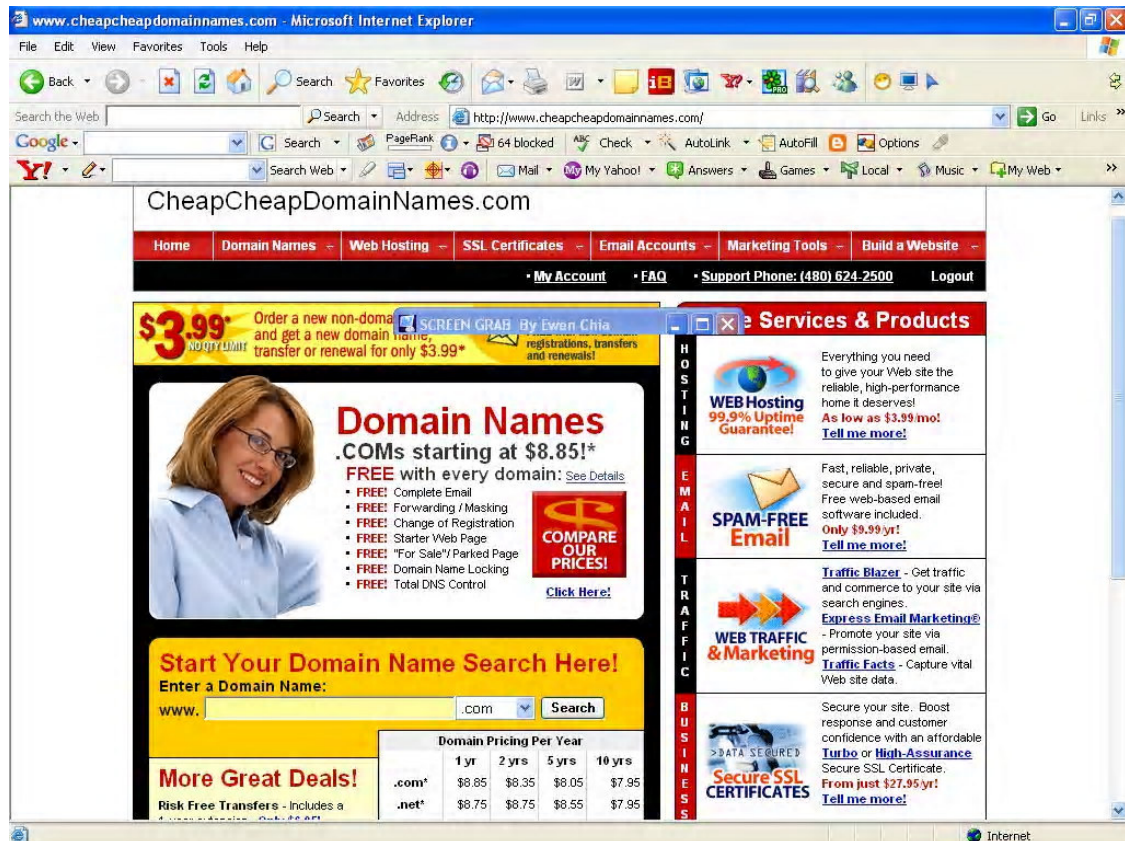 www.cheapcheapdomainnames.com - Microsoft Internet Explorer
File Edit View Favorites Tools Help
Back Search Favorites
Search the Web Search Address http://www.cheapcheapdomainnames.com/ Go Links »
Google Search PageRank 64 blocked ABC Check AutoLink AutoFill Options
Y! Search Web Mail My Yahoo! Answers Games Local Music My Web »
CheapCheapDomainNames.com
Home Domain Names Web Hosting SSL Certificates Email Accounts Marketing Tools Build a Website
· My Account · FAQ · Support Phone: (480) 624-2500 Logout
$3.99*
NO QTY LIMIT
Order a new non-doma
and get a new domain name,
transfer or renewal for only $3.99*
SCREEN GRAB By Ewen Chia
registrations, transfers
and renewals!
e Services & Products
Domain Names
.COMs starting at $8.85!*
FREE with every domain: See Details
▪ FREE! Complete Email
▪ FREE! Forwarding / Masking
▪ FREE! Change of Registration
▪ FREE! Starter Web Page
▪ FREE! "For Sale"/ Parked Page
▪ FREE! Domain Name Locking
▪ FREE! Total DNS Control
COMPARE
OUR
PRICES!
Click Here!
HOSTING
WEB Hosting
99.9% Uptime
Guarantee!
Everything you need
to give your Web site the
reliable, high-performance
home it deserves!
As low as $3.99/mo!
Tell me more!
EMAIL
SPAM-FREE
Email
Fast, reliable, private,
secure and spam-free!
Free web-based email
software included.
Only $9.99/yr!
Tell me more!
TRAFFIC
WEB TRAFFIC
& Marketing
Traffic Blazer - Get traffic
and commerce to your site via
search engines.
Express Email Marketing®
- Promote your site via
permission-based email.
Traffic Facts - Capture vital
Web site data.
BUSINESS
>DATA SECURED
Secure SSL
CERTIFICATES
Secure your site. Boost
response and customer
confidence with an affordable
Turbo or High-Assurance
Secure SSL Certificate.
From just $27.95/yr!
Tell me more!
Start Your Domain Name Search Here!
Enter a Domain Name:
www. .com Search
Domain Pricing Per Year
1 yr 2 yrs 5 yrs 10 yrs
.com* $8.85 $8.35 $8.05 $7.95
.net* $8.75 $8.75 $8.55 $7.95
More Great Deals!
Risk Free Transfers - Includes a
Internet